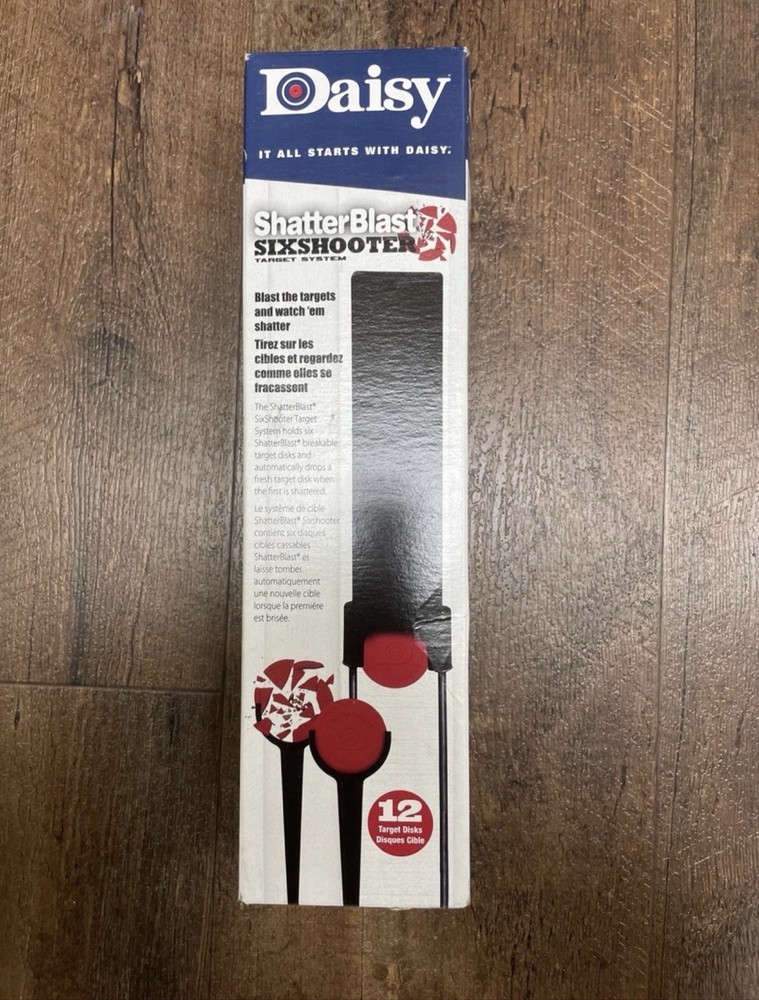 Daisy
IT ALL STARTS WITH DAISY.
ShatterBlast
SIXSHOOTER
TARGET SYSTEM
Blast the targets
and watch 'em
shatter
Tirez sur les
cibles et regardez
comme elles se
fracassent
The ShatterBlast®
SixShooter Target
System holds six
ShatterBlast® breakable
target disks and
automatically drops a
fresh target disk when
the first is shattered.
Le système de cible
ShatterBlast® Sixshooter
contient six disques
cibles cassables
ShatterBlast® et
laisse tomber
automatiquement
une nouvelle cible
lorsque la première
est brisée.
12
Target Disks
Disques Cible